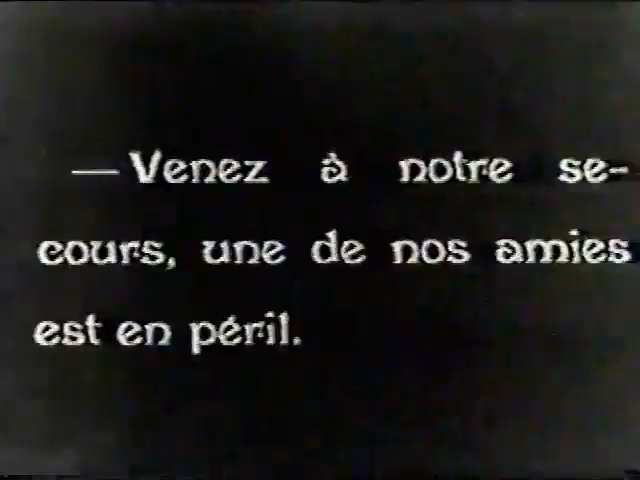 — Venez à notre se-
cours, une de nos amies
est en péril.